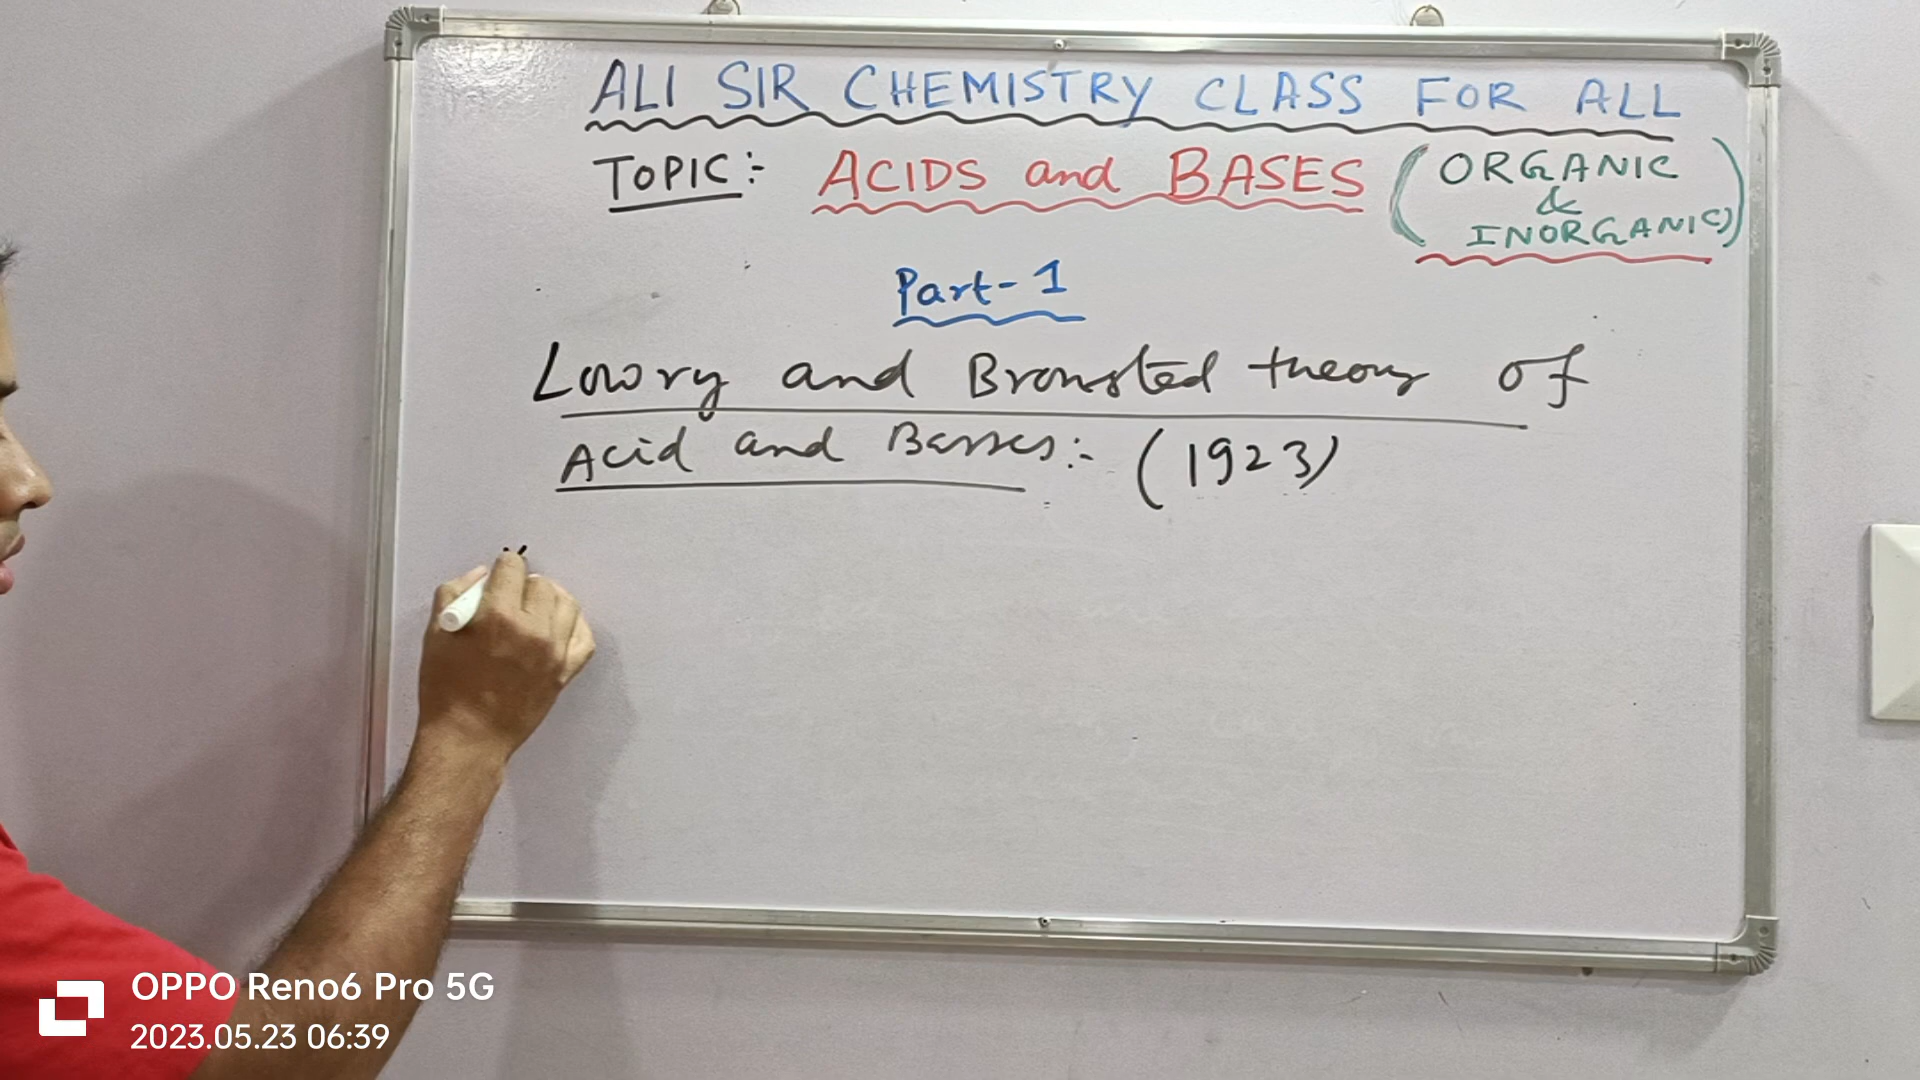 ALI SIR CHEMISTRY CLASS FOR ALL
TOPIC:- ACIDS and BASES (ORGANIC
&
INORGANIC)
Part-1
Lowry and Bronsted theory of
Acid and Basses:- (1923)
OPPO Reno6 Pro 5G
2023.05.23 06:39